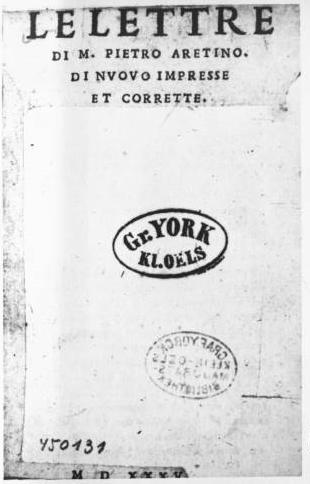 LE LETTRE
DI M. PIETRO ARETINO.
DI NVOVO IMPRESSE
ET CORRETTE.
Gr. YORK
KL. OELS
450131
M D XXXV